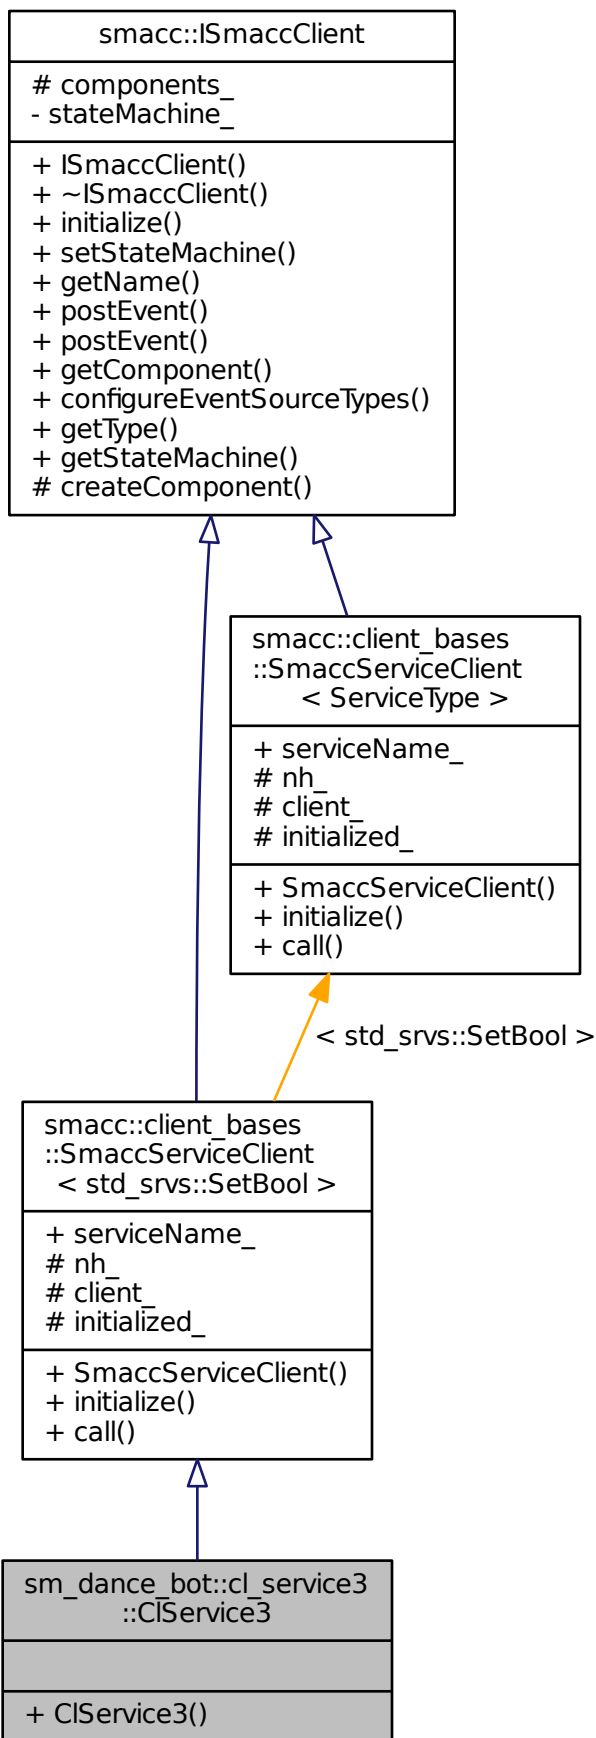 smacc::ISmaccClient
# components_
- stateMachine_
+ ISmaccClient()
+ ~ISmaccClient()
+ initialize()
+ setStateMachine()
+ getName()
+ postEvent()
+ postEvent()
+ getComponent()
+ configureEventSourceTypes()
+ getType()
+ getStateMachine()
# createComponent()
smacc::client_bases
::SmaccServiceClient
< ServiceType >
+ serviceName_
# nh_
# client_
# initialized_
+ SmaccServiceClient()
+ initialize()
+ call()
< std_srvs::SetBool >
smacc::client_bases
::SmaccServiceClient
< std_srvs::SetBool >
+ serviceName_
# nh_
# client_
# initialized_
+ SmaccServiceClient()
+ initialize()
+ call()
sm_dance_bot::cl_service3
::ClService3
+ ClService3()